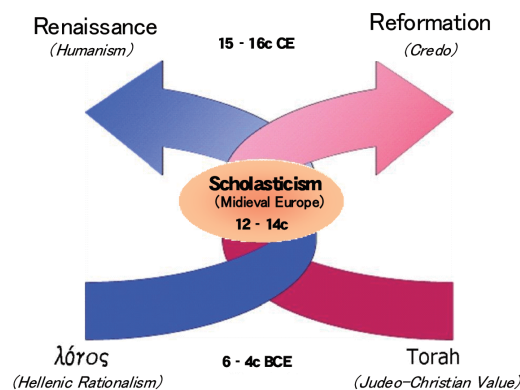 Renaissance
(Humanism)
15 - 16c CE
Reformation
(Credo)
Scholasticism
(Midieval Europe)
12 - 14c
λóτος
(Hellenic Rationalism)
6 - 4c BCE
Torah
(Judeo-Christian Value)